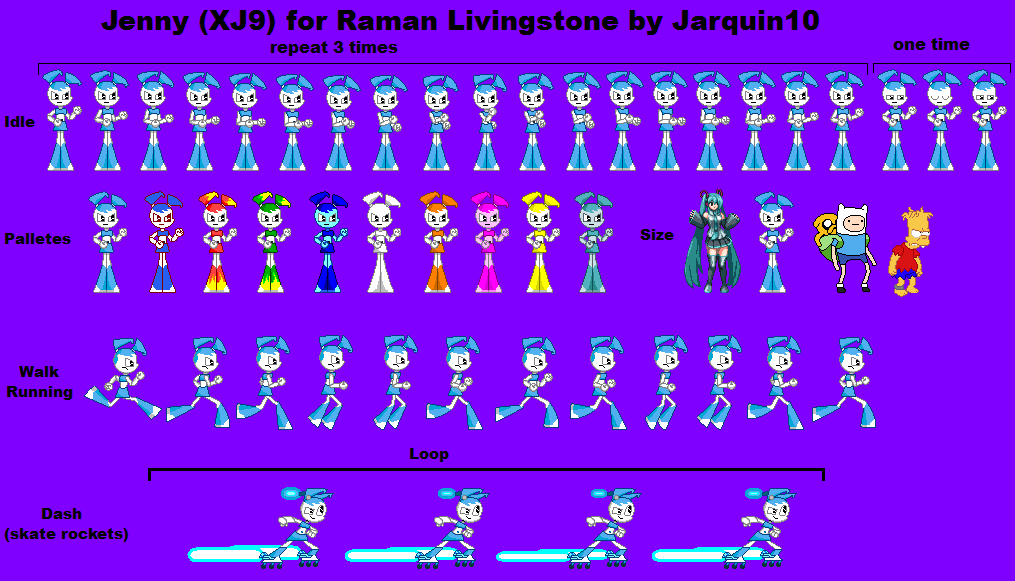 Jenny (XJ9) for Raman Livingstone by Jarquin10
repeat 3 times
one time
Idle
Palletes
Size
Walk
Running
Loop
Dash
(skate rockets)